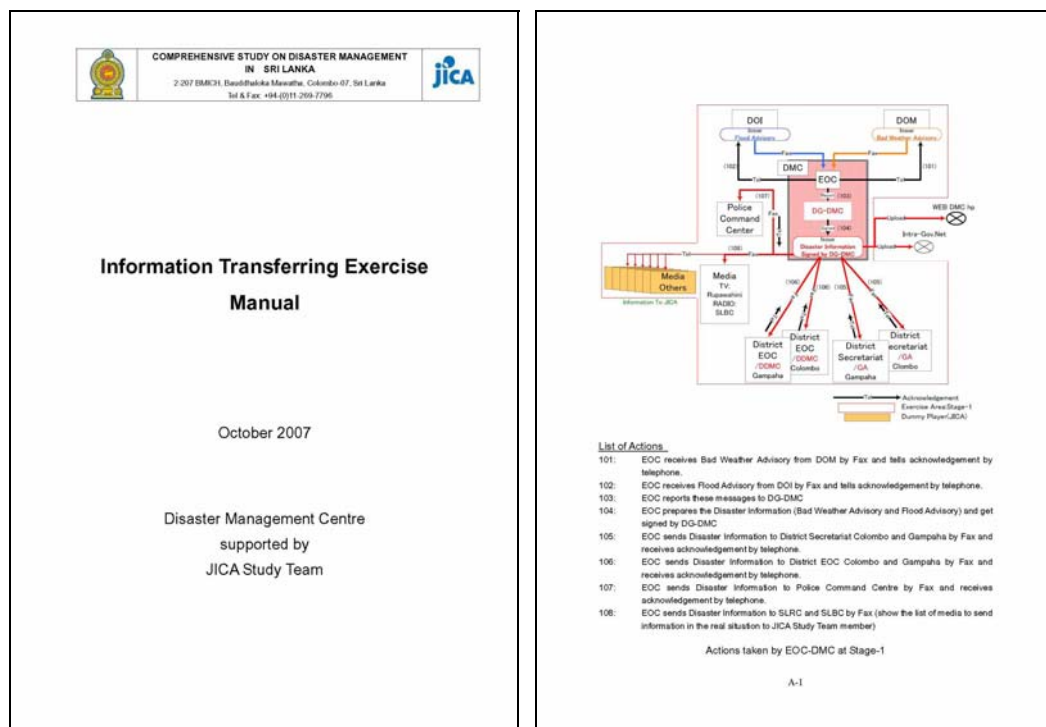 COMPREHENSIVE STUDY ON DISASTER MANAGEMENT
IN SRI LANKA
2-207 BMICH, Bauddhaloka Mawatha, Colombo-07, Sri Lanka
Tel & Fax: +94-(0)11-269-7796
jICA
Information Transferring Exercise
Manual
October 2007
Disaster Management Centre
supported by
JICA Study Team
DOI
Issue
Flood Advisory
DOM
Issue
Bad Weather Advisory
Fax
Fax
(102)
(101)
DMC
EOC
Tel
Tel
Report
(103)
(107)
Police
Command
Center
Fax
Tel
DG-DMC
Signed
(104)
Issue
Disaster Information
Signed by DG-DMC
Upload
WEB DMC hp
Upload
Intra-Gov.Net
Tel
(108)
Fax
Media
Others
Information To JICA
Media
TV:
Rupawahini
RADIO:
SLBC
(106)
(106)
(105)
(105)
District
EOC
/DDMC
Gampaha
District
EOC
/DDMC
Colombo
District
Secretariat
/GA
Gampaha
District
ecretariat
/GA
Clombo
Tel
Acknowledgement
Exercise Area:Stage-1
Dummy Player(JICA)
List of Actions
101: EOC receives Bad Weather Advisory from DOM by Fax and tells acknowledgement by
telephone.
102: EOC receives Flood Advisory from DOI by Fax and tells acknowledgement by telephone.
103: EOC reports these messages to DG-DMC
104: EOC prepares the Disaster Information (Bad Weather Advisory and Flood Advisory) and get
signed by DG-DMC
105: EOC sends Disaster Information to District Secretariat Colombo and Gampaha by Fax and
receives acknowledgement by telephone.
106: EOC sends Disaster Information to District EOC Colombo and Gampaha by Fax and
receives acknowledgement by telephone.
107: EOC sends Disaster Information to Police Command Centre by Fax and receives
acknowledgement by telephone.
108: EOC sends Disaster Information to SLRC and SLBC by Fax (show the list of media to send
information in the real situation to JICA Study Team member)
Actions taken by EOC-DMC at Stage-1
A-1